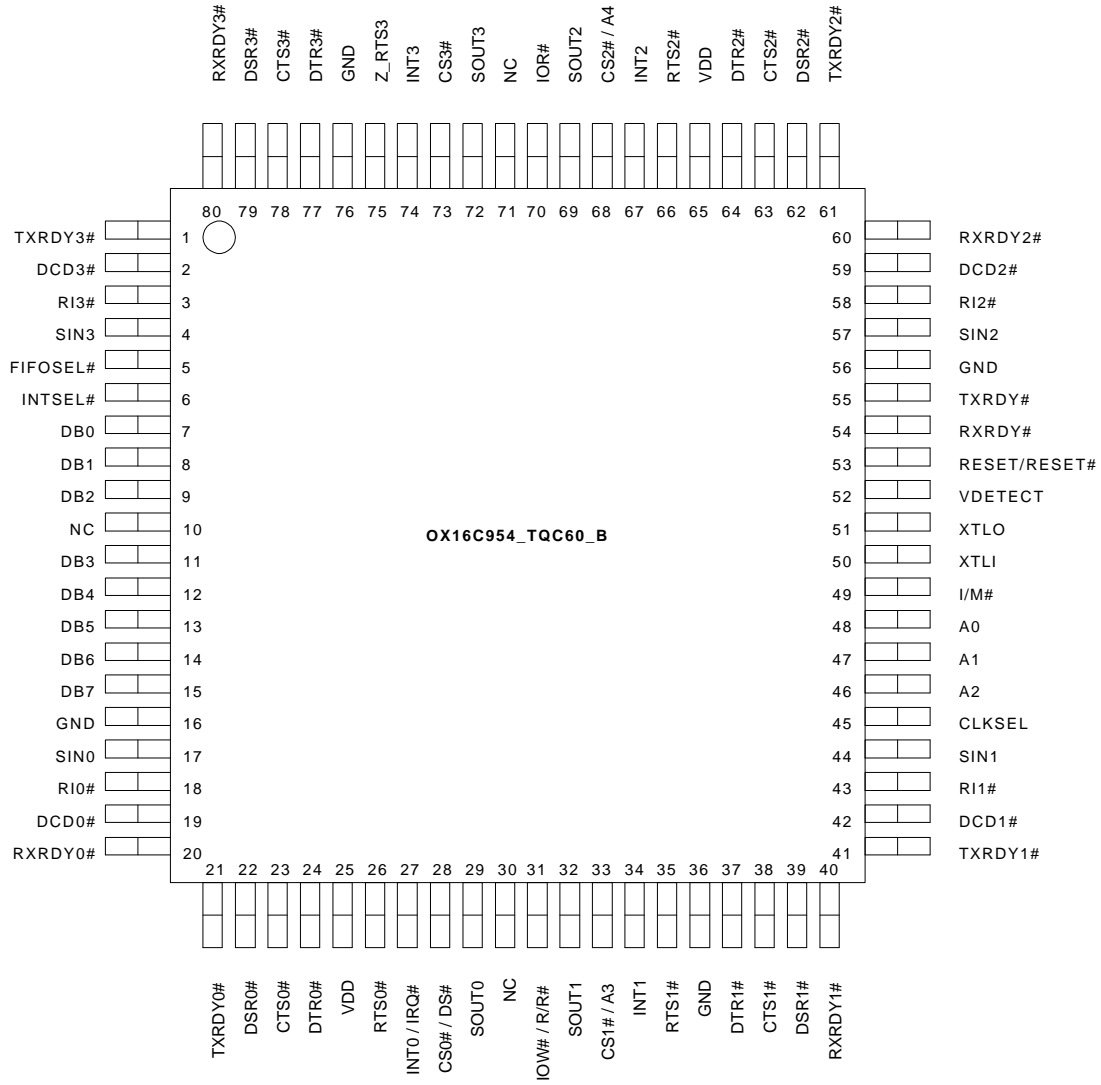 RXRDY3#
DSR3#
CTS3#
DTR3#
GND
Z_RTS3
INT3
CS3#
SOUT3
NC
IOR#
SOUT2
CS2# / A4
INT2
RTS2#
VDD
DTR2#
CTS2#
DSR2#
TXRDY2#
80 79 78 77 76 75 74 73 72 71 70 69 68 67 66 65 64 63 62 61
TXRDY3# 1 60 RXRDY2#
DCD3# 2 59 DCD2#
RI3# 3 58 RI2#
SIN3 4 57 SIN2
FIFOSEL# 5 56 GND
INTSEL# 6 55 TXRDY#
DB0 7 54 RXRDY#
DB1 8 53 RESET/RESET#
DB2 9 52 VDETECT
NC 10 51 XTLO
OX16C954_TQC60_B
DB3 11 50 XTLI
DB4 12 49 I/M#
DB5 13 48 A0
DB6 14 47 A1
DB7 15 46 A2
GND 16 45 CLKSEL
SIN0 17 44 SIN1
RI0# 18 43 RI1#
DCD0# 19 42 DCD1#
RXRDY0# 20 41 TXRDY1#
21 22 23 24 25 26 27 28 29 30 31 32 33 34 35 36 37 38 39 40
TXRDY0#
DSR0#
CTS0#
DTR0#
VDD
RTS0#
INT0 / IRQ#
CS0# / DS#
SOUT0
NC
IOW# / R/R#
SOUT1
CS1# / A3
INT1
RTS1#
GND
DTR1#
CTS1#
DSR1#
RXRDY1#